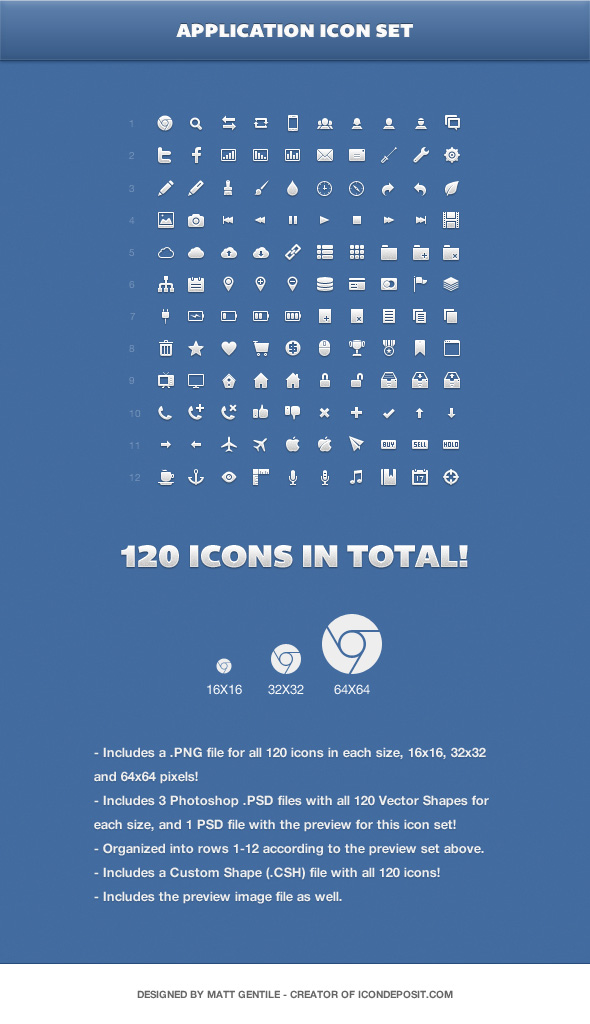 APPLICATION ICON SET
1
2
3
4
5
6
7
8
9
10
11
BUY SELL HOLD
12
17
120 ICONS IN TOTAL!
16X16 32X32 64X64
- Includes a .PNG file for all 120 icons in each size, 16x16, 32x32
and 64x64 pixels!
- Includes 3 Photoshop .PSD files with all 120 Vector Shapes for
each size, and 1 PSD file with the preview for this icon set!
- Organized into rows 1-12 according to the preview set above.
- Includes a Custom Shape (.CSH) file with all 120 icons!
- Includes the preview image file as well.
DESIGNED BY MATT GENTILE - CREATOR OF ICONDEPOSIT.COM